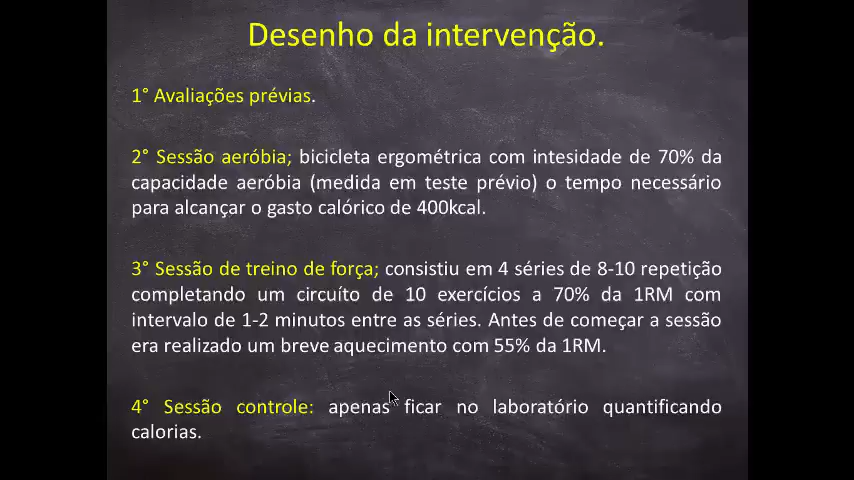 Desenho da intervenção.
1° Avaliações prévias.
2° Sessão aeróbia; bicicleta ergométrica com intesidade de 70% da
capacidade aeróbia (medida em teste prévio) o tempo necessário
para alcançar o gasto calórico de 400kcal.
3° Sessão de treino de força; consistiu em 4 séries de 8-10 repetição
completando um circuíto de 10 exercícios a 70% da 1RM com
intervalo de 1-2 minutos entre as séries. Antes de começar a sessão
era realizado um breve aquecimento com 55% da 1RM.
4° Sessão controle: apenas ficar no laboratório quantificando
calorias.